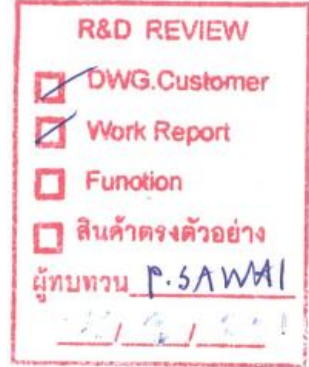 R&D REVIEW
DWG.Customer
Work Report
Funotion
สินค้าตรงตัวอย่าง
ผู้ทบทวน P.SAWAI